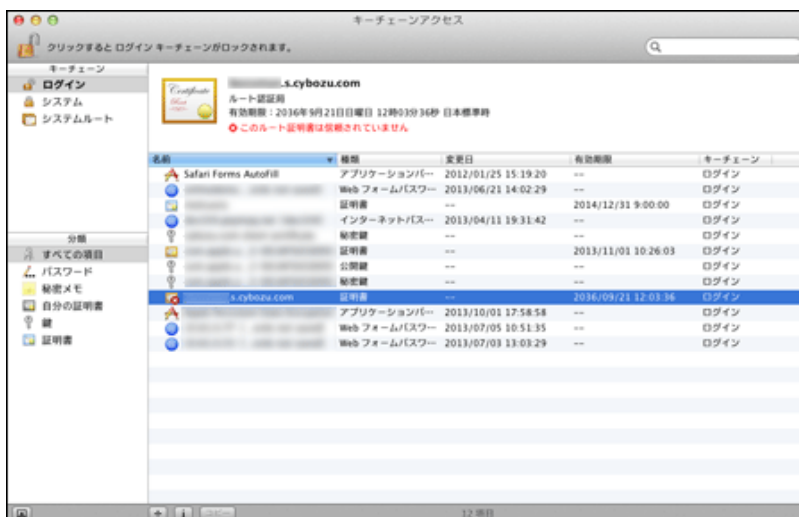 キーチェーンアクセス
クリックすると ログイン キーチェーンがロックされます。
キーチェーン
ログイン
システム
システムルート
Certificate
Root
.s.cybozu.com
ルート認証局
有効期限：2036年9月21日日曜日 12時03分36秒 日本標準時
このルート証明書は信頼されていません
名前 種類 変更日 有効期限 キーチェーン
Safari Forms AutoFill アプリケーションパ… 2012/01/25 15:19:20 -- ログイン
Web フォームパスワ… 2013/06/21 14:02:29 -- ログイン
証明書 -- 2014/12/31 9:00:00 ログイン
インターネットパス… 2013/04/11 19:31:42 -- ログイン
秘密鍵 -- -- ログイン
証明書 -- 2013/11/01 10:26:03 ログイン
公開鍵 -- -- ログイン
秘密鍵 -- -- ログイン
s.cybozu.com 証明書 -- 2036/09/21 12:03:36 ログイン
アプリケーションパ… 2013/10/01 17:58:58 -- ログイン
Web フォームパスワ… 2013/07/05 10:51:35 -- ログイン
Web フォームパスワ… 2013/07/03 13:03:29 -- ログイン
分類
すべての項目
パスワード
秘密メモ
自分の証明書
鍵
証明書
コピー
12 項目